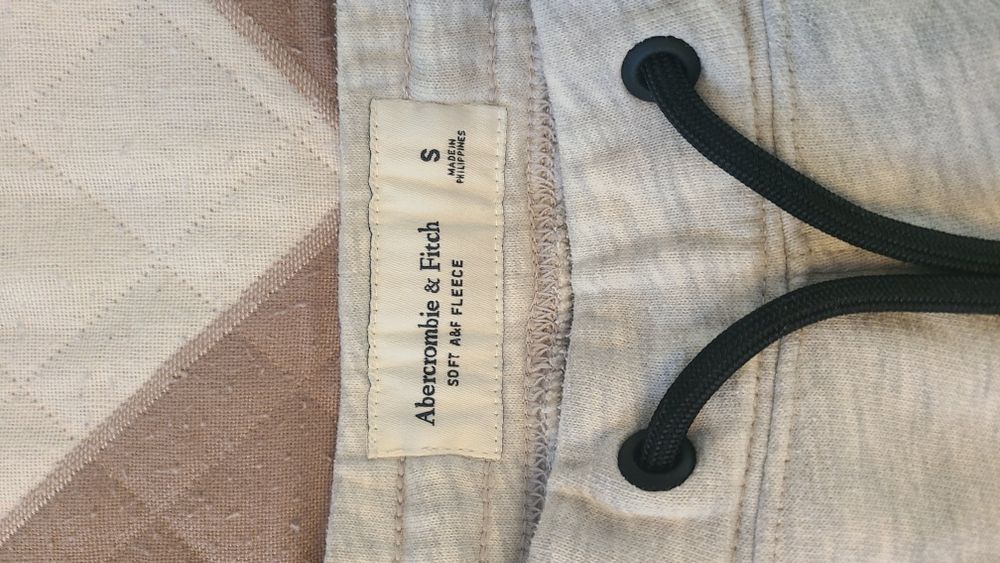 Abercrombie & Fitch
SOFT A&F FLEECE
S
MADE IN
PHILIPPINES